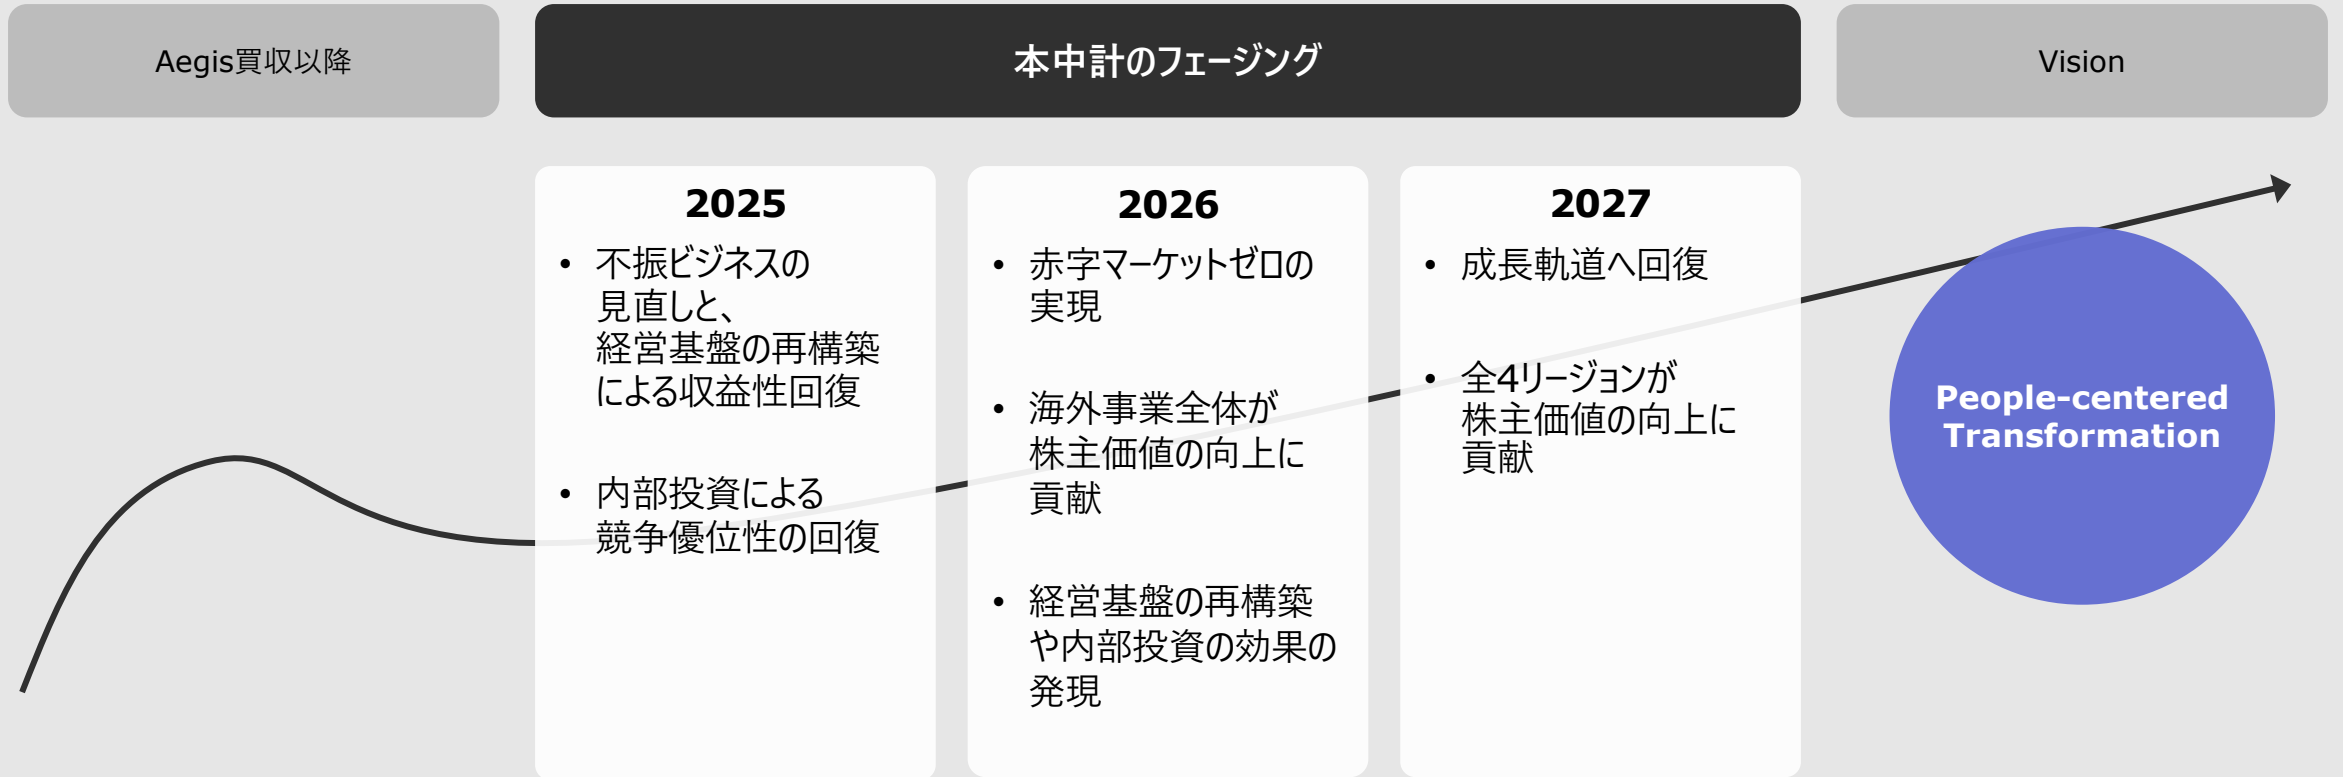 Aegis買収以降
本中計のフェージング
Vision
2025
• 不振ビジネスの
見直しと、
経営基盤の再構築
による収益性回復
• 内部投資による
競争優位性の回復
2026
• 赤字マーケットゼロの
実現
• 海外事業全体が
株主価値の向上に
貢献
• 経営基盤の再構築
や内部投資の効果の
発現
2027
• 成長軌道へ回復
• 全4リージョンが
株主価値の向上に
貢献
People-centered
Transformation